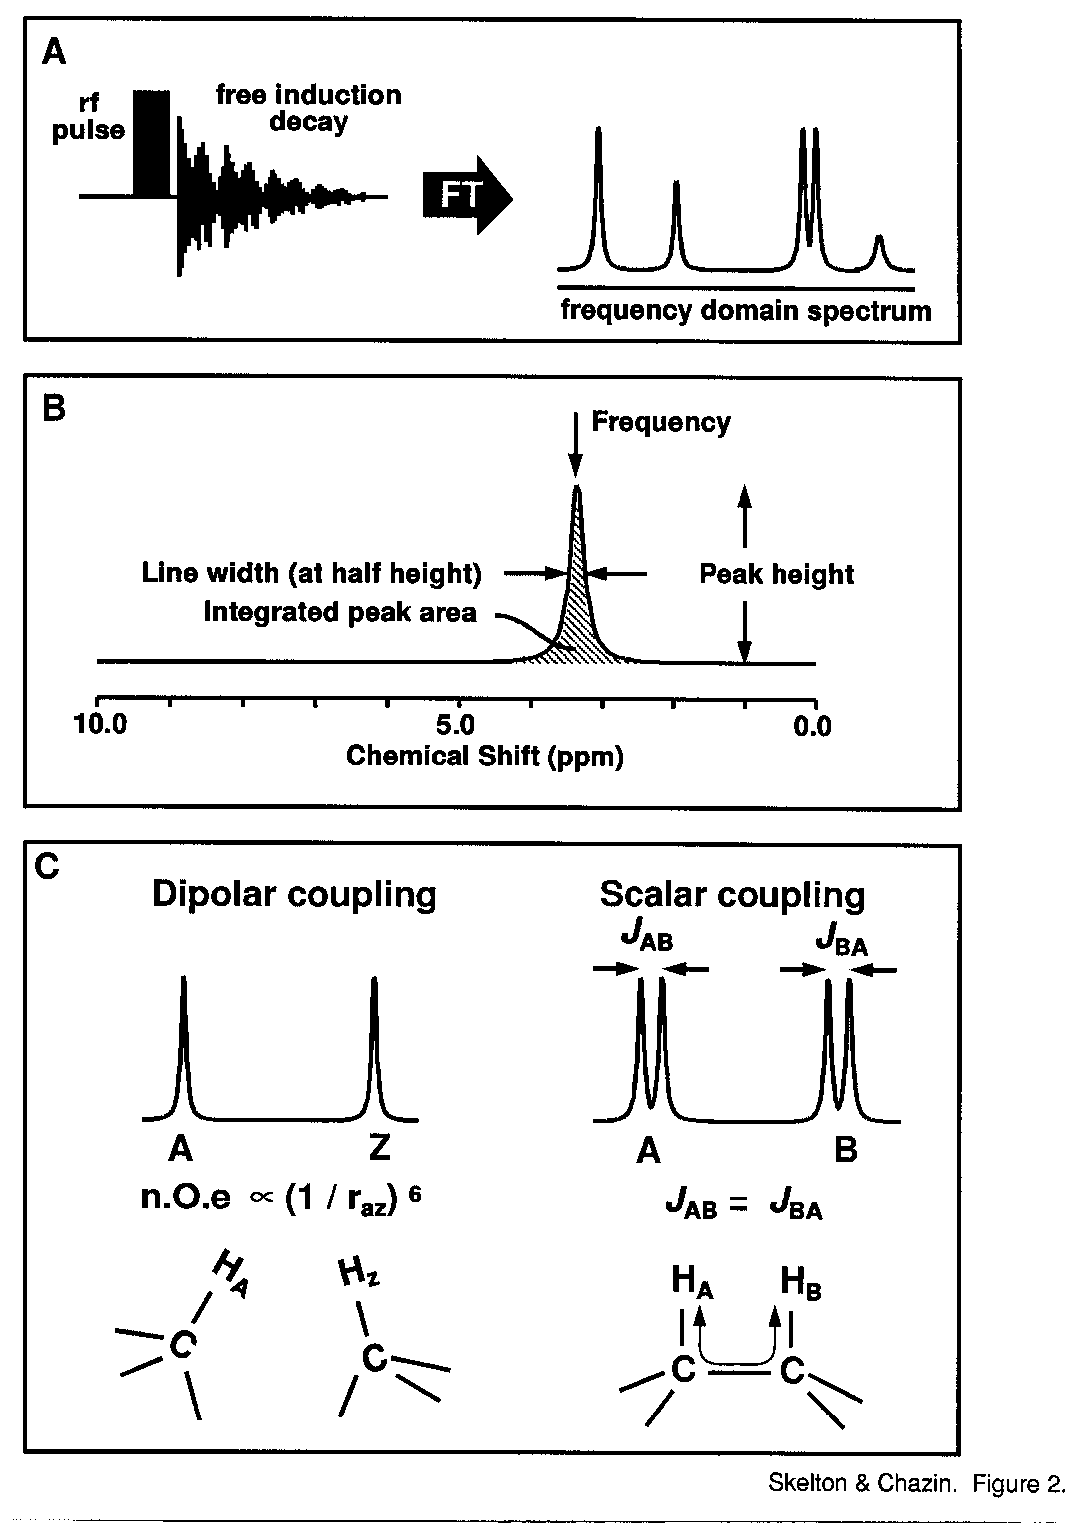 A
rf
pulse
free induction
decay
FT
frequency domain spectrum
B
Frequency
Line width (at half height)
Peak height
Integrated peak area
10.0 5.0 0.0
Chemical Shift (ppm)
C
Dipolar coupling
Scalar coupling
JAB
JBA
A Z
A B
n.O.e ∝ (1 / raz) 6
JAB = JBA
HA
Hz
C
C
HA
HB
C
C
Skelton & Chazin. Figure 2.